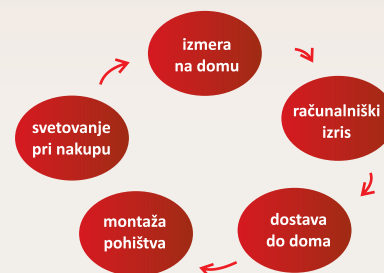 svetovanje
pri nakupu
izmera
na domu
računalniški
izris
dostava
do doma
montaža
pohištva